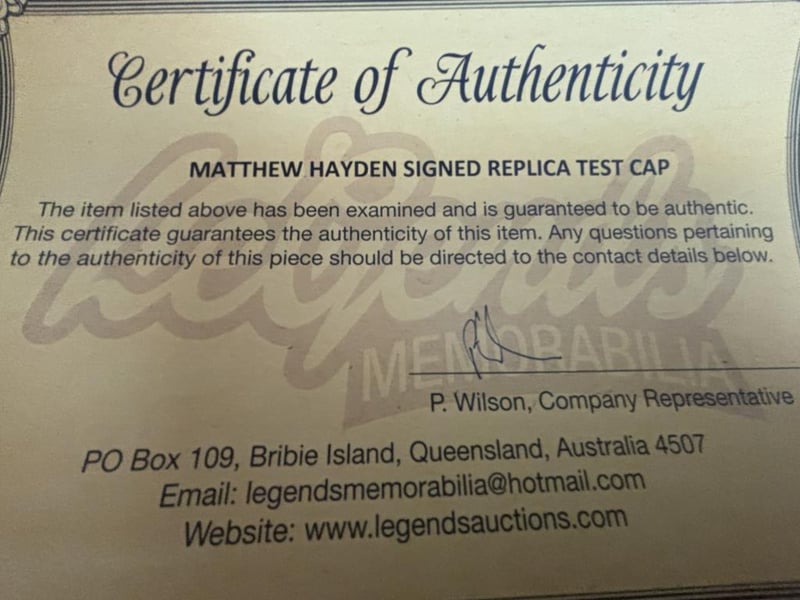 Certificate of Authenticity
MATTHEW HAYDEN SIGNED REPLICA TEST CAP
The item listed above has been examined and is guaranteed to be authentic.
This certificate guarantees the authenticity of this item. Any questions pertaining
to the authenticity of this piece should be directed to the contact details below.
Legends
MEMORABILIA
P. Wilson, Company Representative
PO Box 109, Bribie Island, Queensland, Australia 4507
Email: legendsmemorabilia@hotmail.com
Website: www.legendsauctions.com